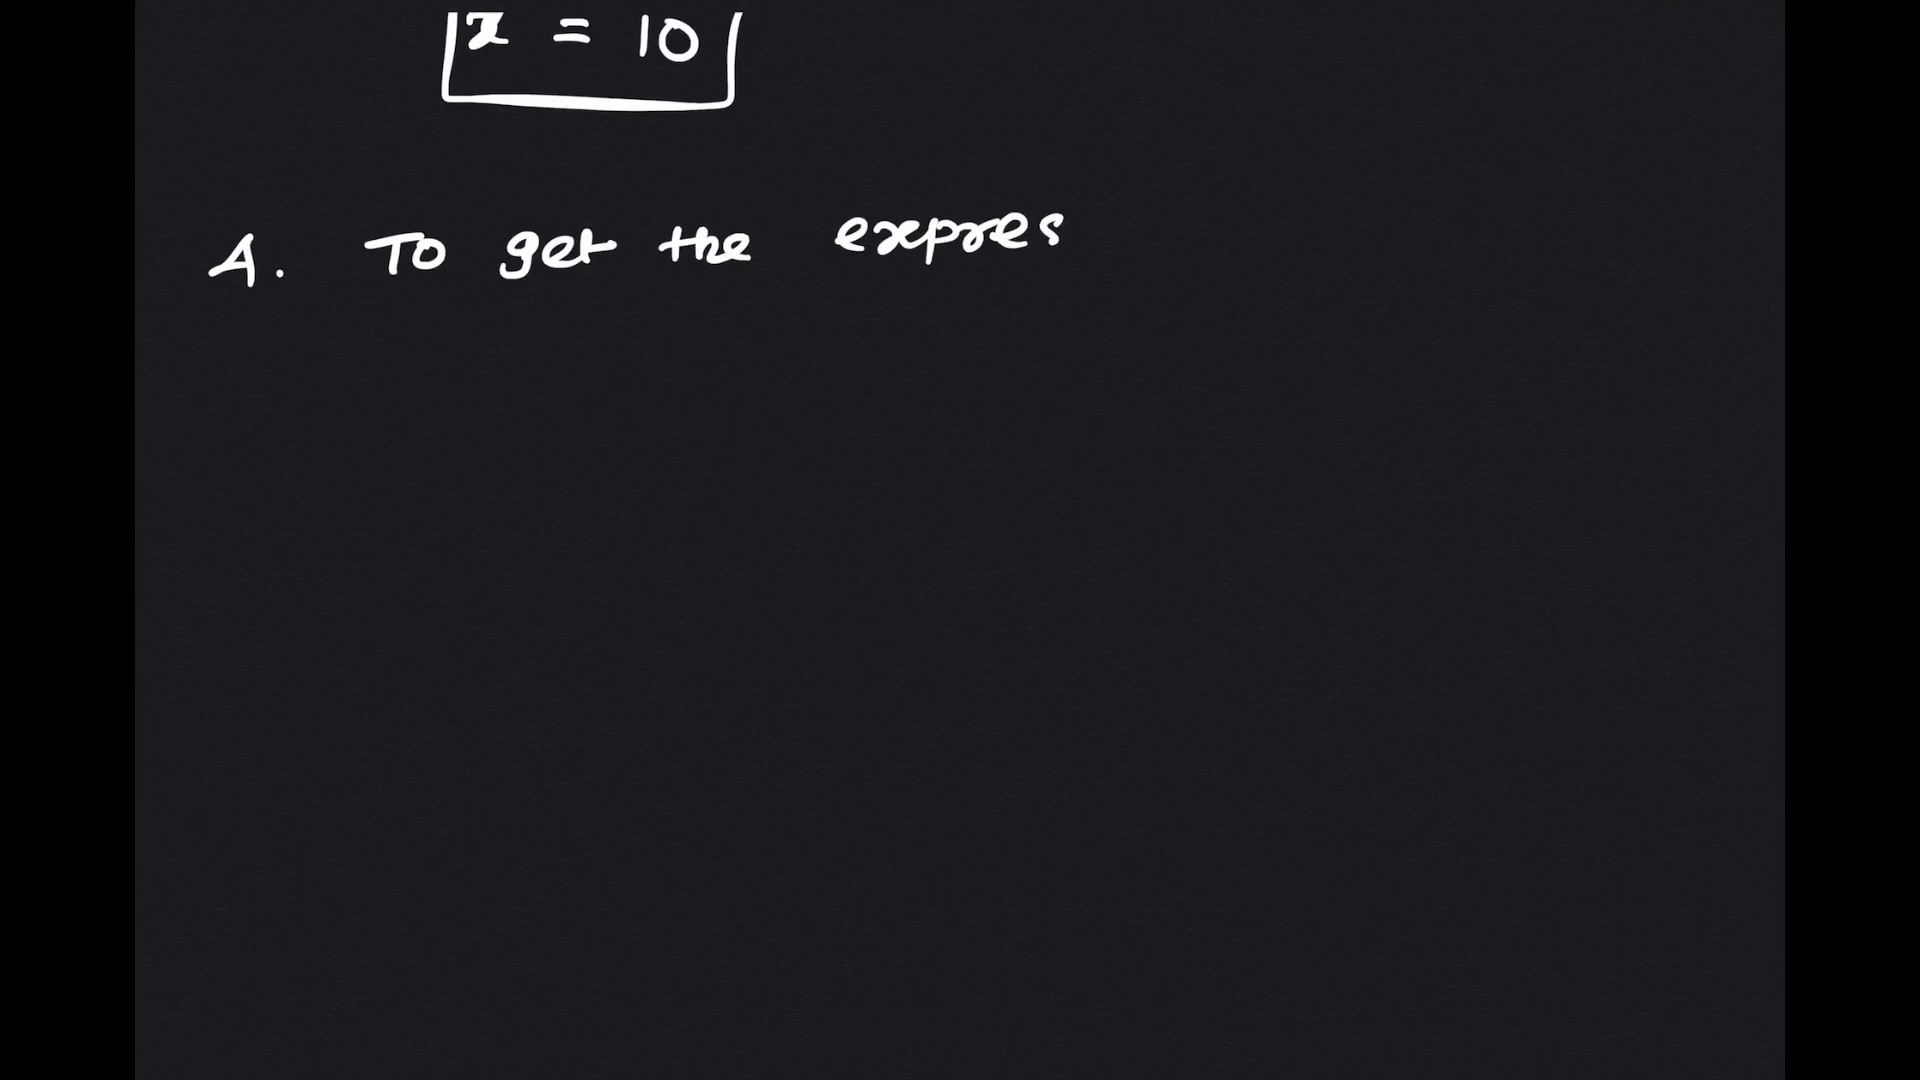 x = 10
A. To get the expres